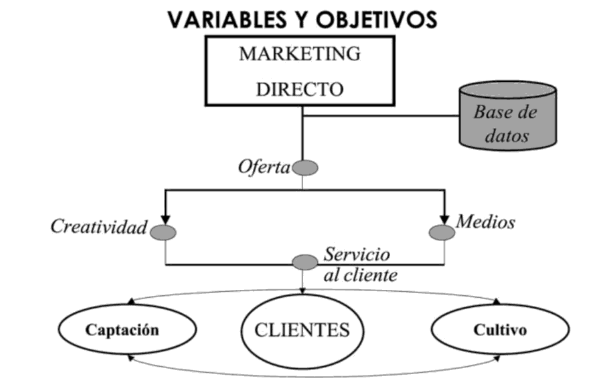 VARIABLES Y OBJETIVOS
MARKETING
DIRECTO
Base de
datos
Oferta
Creatividad
Medios
Servicio
al cliente
Captación
CLIENTES
Cultivo